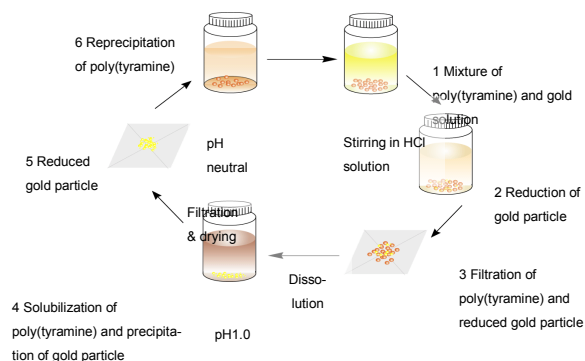 6 Reprecipitation
of poly(tyramine)
1 Mixture of
poly(tyramine) and gold
solution
pH
neutral
Stirring in HCl
solution
5 Reduced
gold particle
2 Reduction of
gold particle
Filtration
& drying
3 Filtration of
poly(tyramine) and
reduced gold particle
Disso-
lution
4 Solubilization of
poly(tyramine) and precipita-
tion of gold particle
pH1.0